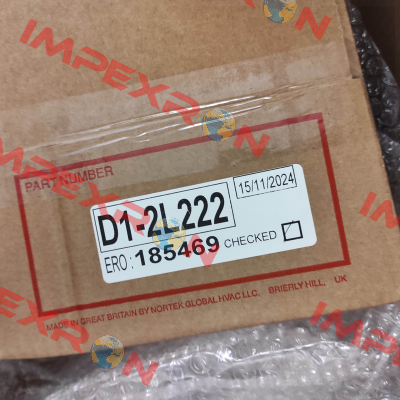 IMPEXRON
PART NUMBER
15/11/2024
D1-2L222
ERO: 185469 CHECKED
MADE IN GREAT BRITAIN BY NORTEK GLOBAL HVAC LLC. BRIERLY HILL, UK
IMPEXRON
IMPEXRON